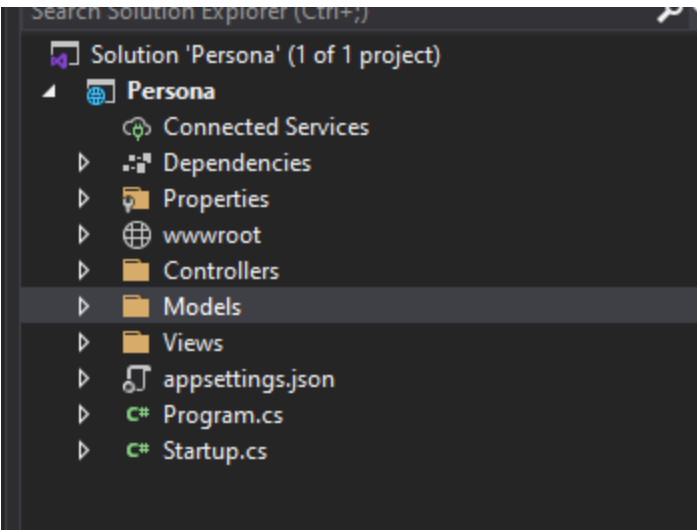 Search Solution Explorer (Ctrl+;)
Solution 'Persona' (1 of 1 project)
Persona
Connected Services
Dependencies
Properties
wwwroot
Controllers
Models
Views
appsettings.json
C# Program.cs
C# Startup.cs